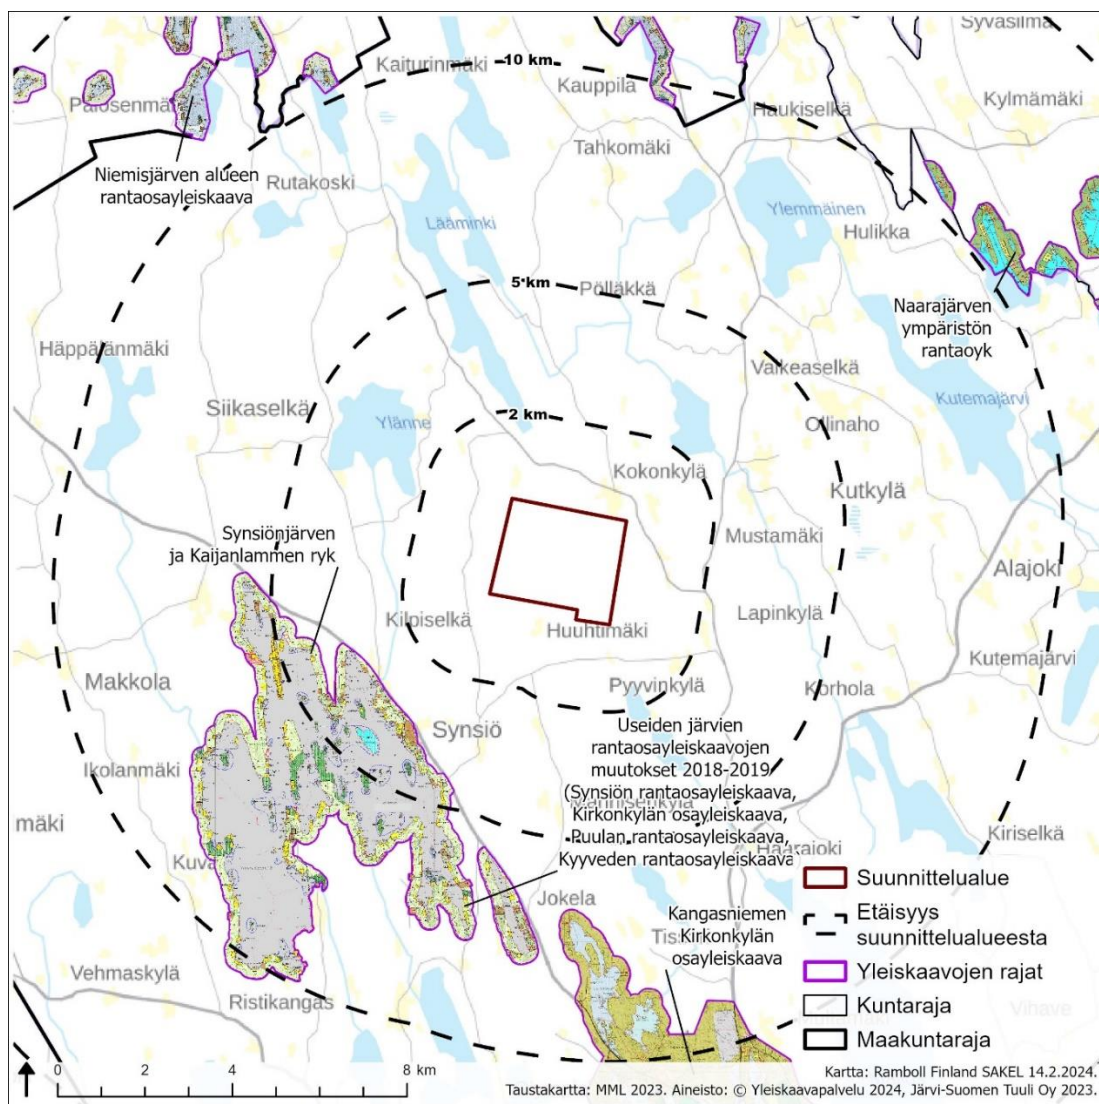 Syväsilmä
Kaiturinmäki
10 km
Kauppila
Kylmämäki
Haukiselkä
Tahkomäki
Niemisjärven alueen
rantaosayleiskaava
Rutakoski
Lääminki
Ylemmäinen
Hulikka
Pölläkkä
5 km
Naarajärven
ympäristön
rantaoyk
Häppälänmäki
Valkeaselkä
Siikaselkä
Ylänne
Kutemajärvi
Ollinaho
2 km
Kokonkylä
Kutkylä
Synsiönjärven
ja Kaijanlammen ryk
Mustamäki
Alajoki
Kilpiselkä
Huuhtimäki
Lapinkylä
Kutemajärvi
Makkola
Pyyvinkylä
Korhola
Synsiö
Useiden järvien
rantaosayleiskaavojen
muutokset 2018-2019
(Synsiön rantaosayleiskaava,
Kirkonkylän osayleiskaava,
Puulan rantaosayleiskaava,
Kyyveden rantaosayleiskaava
Ikolanmäki
mäki
Kiriselkä
Jokela
Kangasniemen
Kirkonkylän
osayleiskaava
Vehmaskylä
Ristikangas
Suunnittelualue
Etäisyys
suunnittelualueesta
Yleiskaavojen rajat
Kuntaraja
Maakuntaraja
Vihave
0 2 4 8 km
Kartta: Ramboll Finland SAKEL 14.2.2024.
Taustakartta: MML 2023. Aineisto: © Yleiskaavapalvelu 2024, Järvi-Suomen Tuuli Oy 2023.